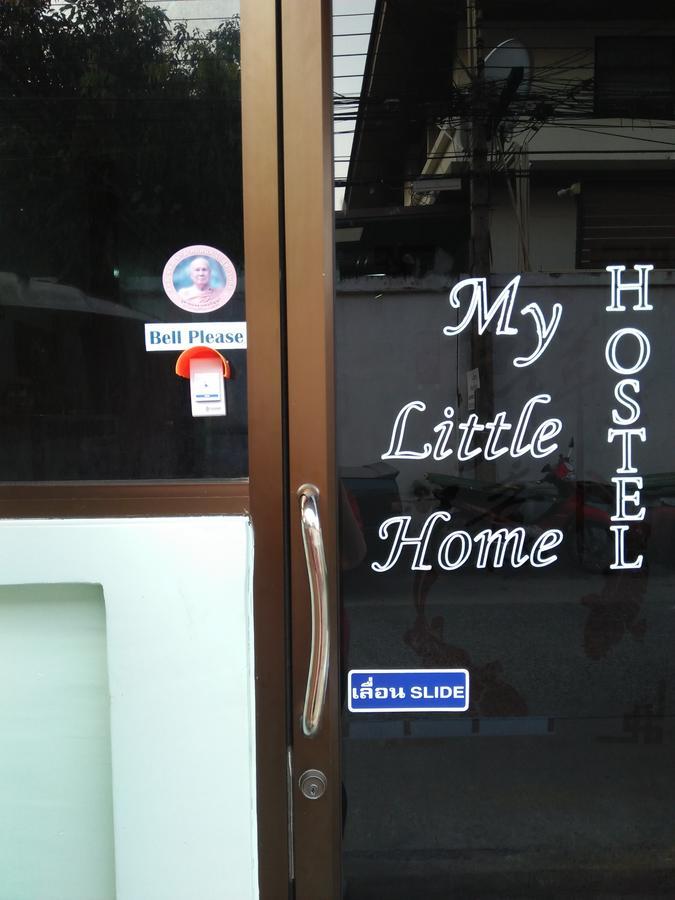 Bell Please
My
Little
Home
HOSTEL
เลื่อน SLIDE